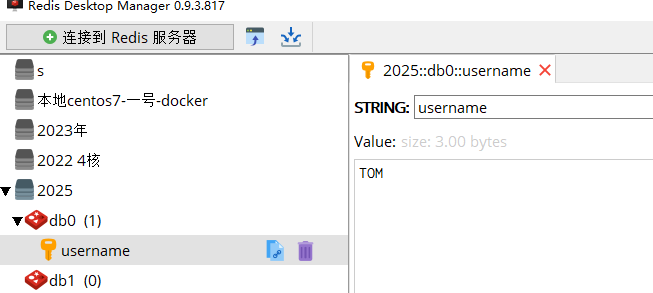 Redis Desktop Manager 0.9.3.817
连接到 Redis 服务器
s
本地centos7-一号-docker
2023年
2022 4核
2025
db0 (1)
username
db1 (0)
2025::db0::username
STRING: username
Value: size: 3.00 bytes
TOM